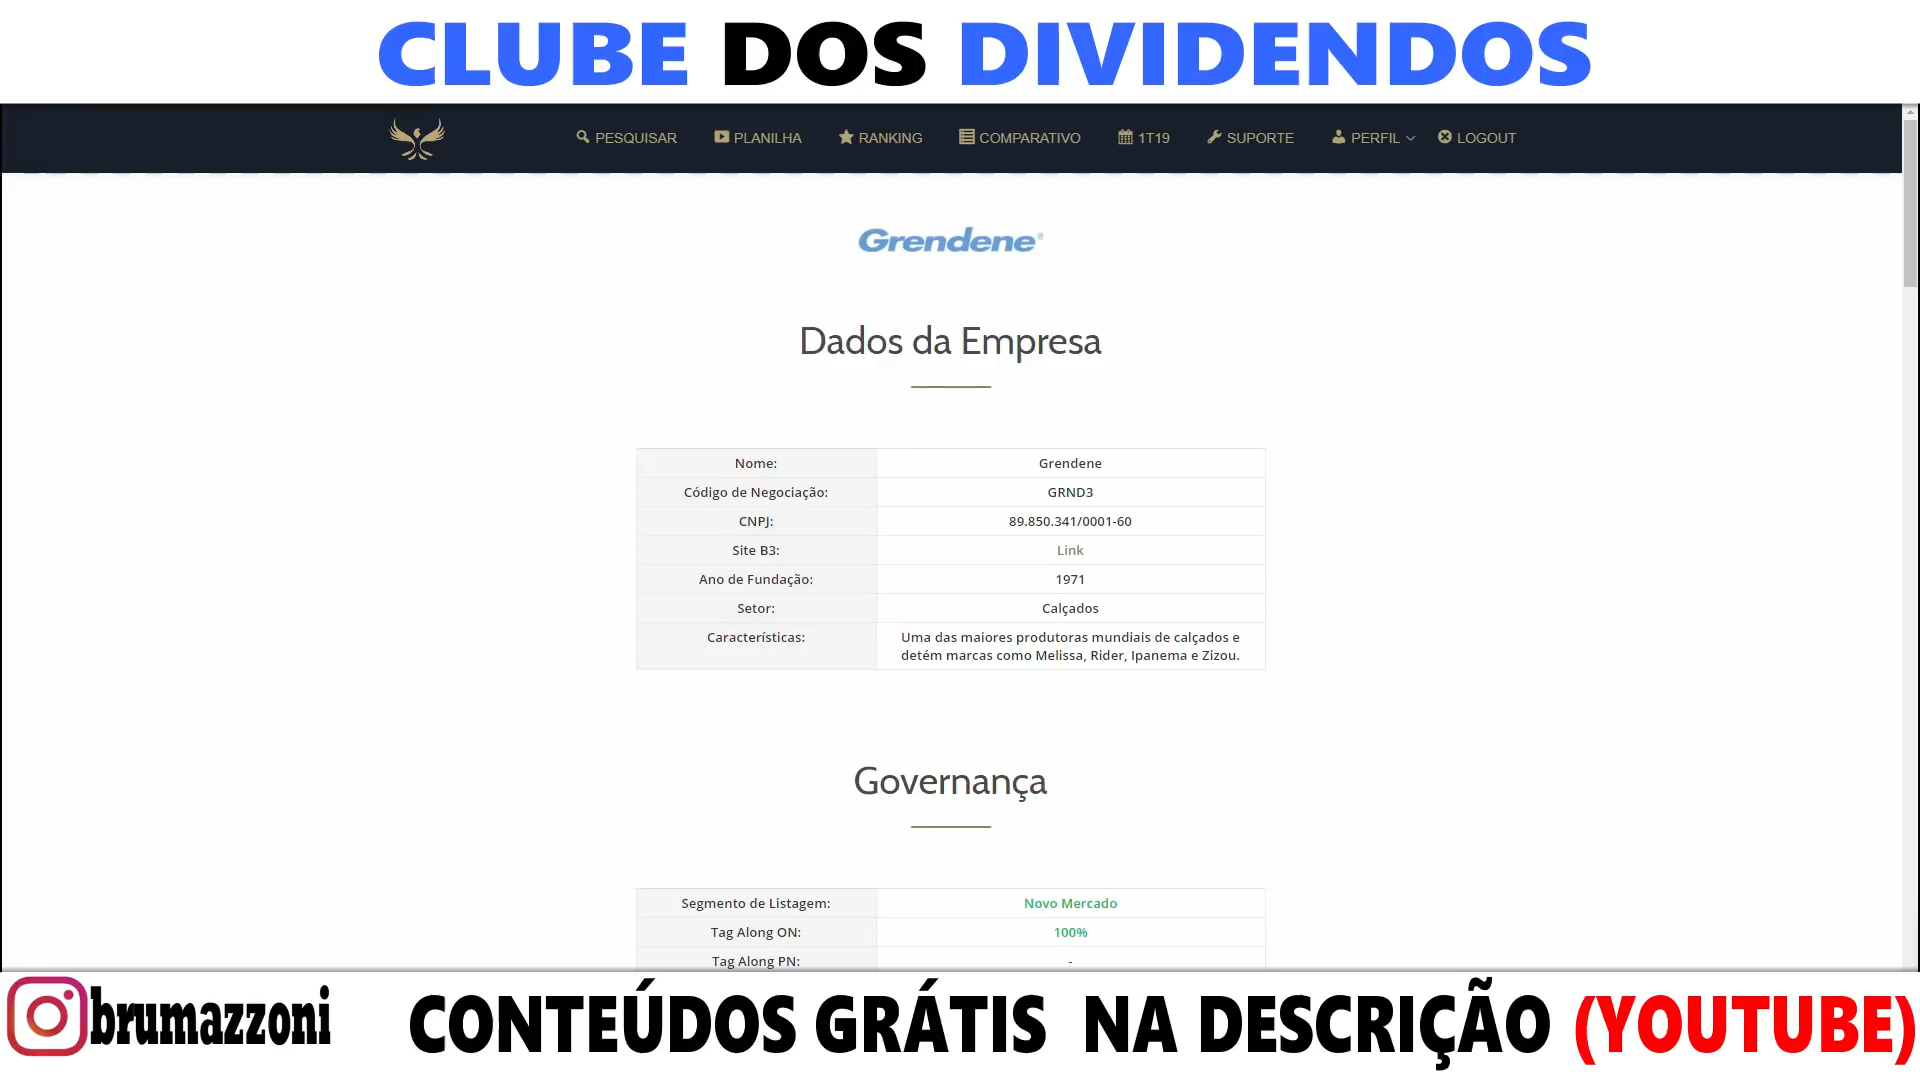 CLUBE DOS DIVIDENDOS
PESQUISAR PLANILHA RANKING COMPARATIVO 1T19 SUPORTE PERFIL LOGOUT
Grendene®
Dados da Empresa
Nome: Grendene
Código de Negociação: GRND3
CNPJ: 89.850.341/0001-60
Site B3: Link
Ano de Fundação: 1971
Setor: Calçados
Características: Uma das maiores produtoras mundiais de calçados e
detém marcas como Melissa, Rider, Ipanema e Zizou.
Governança
Segmento de Listagem: Novo Mercado
Tag Along ON: 100%
Tag Along PN: -
brumazzoni CONTEÚDOS GRÁTIS NA DESCRIÇÃO (YOUTUBE)